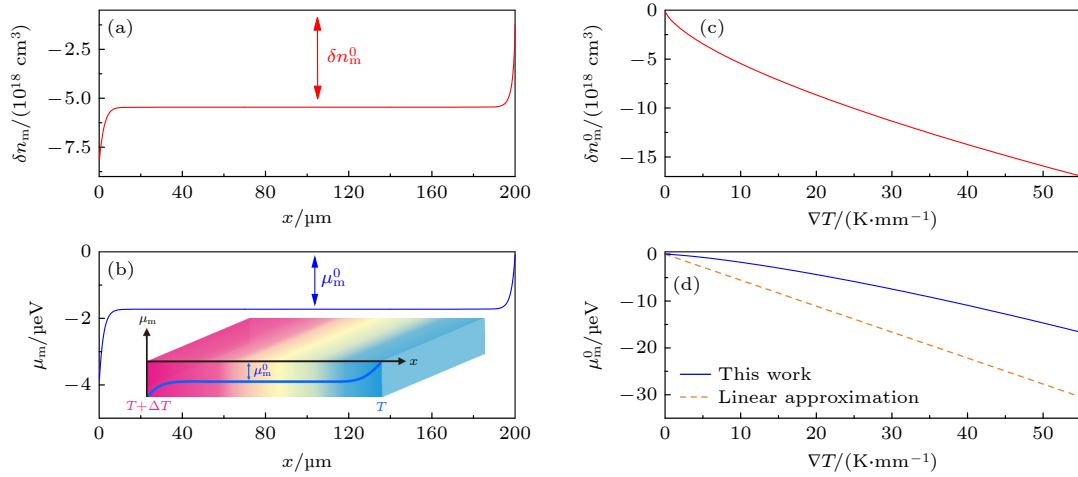 (a)
δn⁰ₘ
−2.5
−5.0
−7.5
δnₘ/(10¹⁸ cm³)
0 40 80 120 160 200
x/µm
(b)
μ⁰ₘ
0
−2
−4
μₘ/µeV
μₘ
x
μ⁰ₘ
T+ΔT
T
0 40 80 120 160 200
x/µm
(c)
0
−5
−10
−15
δn⁰ₘ/(10¹⁸ cm³)
0 10 20 30 40 50
∇T/(K·mm⁻¹)
(d)
0
−10
−20
−30
μ⁰ₘ/µeV
This work
Linear approximation
0 10 20 30 40 50
∇T/(K·mm⁻¹)